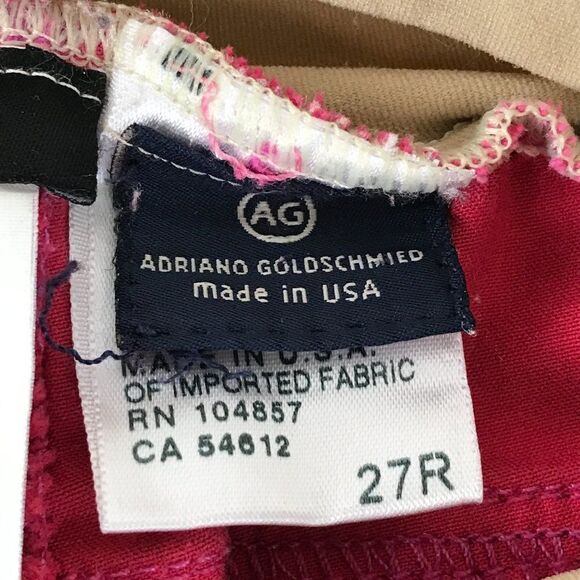 AG
ADRIANO GOLDSCHMIED
made in USA
MADE IN U.S.A.
OF IMPORTED FABRIC
RN 104857
CA 54612
27R